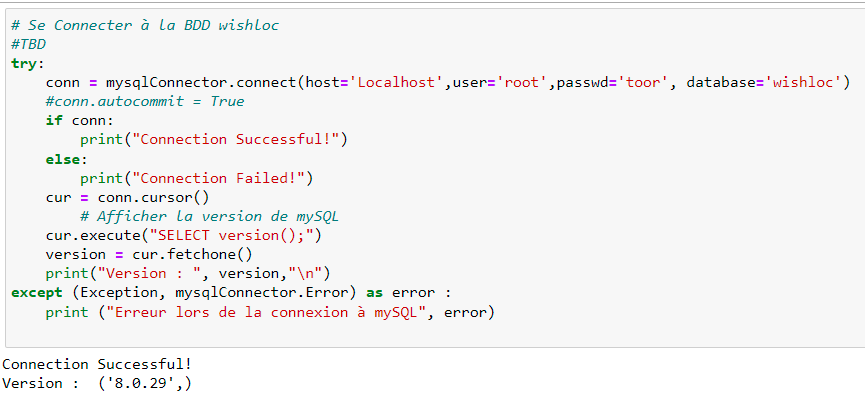 # Se Connecter à la BDD wishloc
#TBD
try:
    conn = mysqlConnector.connect(host='Localhost',user='root',passwd='toor', database='wishloc')
    #conn.autocommit = True
    if conn:
        print("Connection Successful!")
    else:
        print("Connection Failed!")
    cur = conn.cursor()
        # Afficher la version de mySQL
    cur.execute("SELECT version();")
    version = cur.fetchone()
    print("Version : ", version,"\n")
except (Exception, mysqlConnector.Error) as error :
    print ("Erreur lors de la connexion à mySQL", error)
Connection Successful!
Version :  ('8.0.29',)